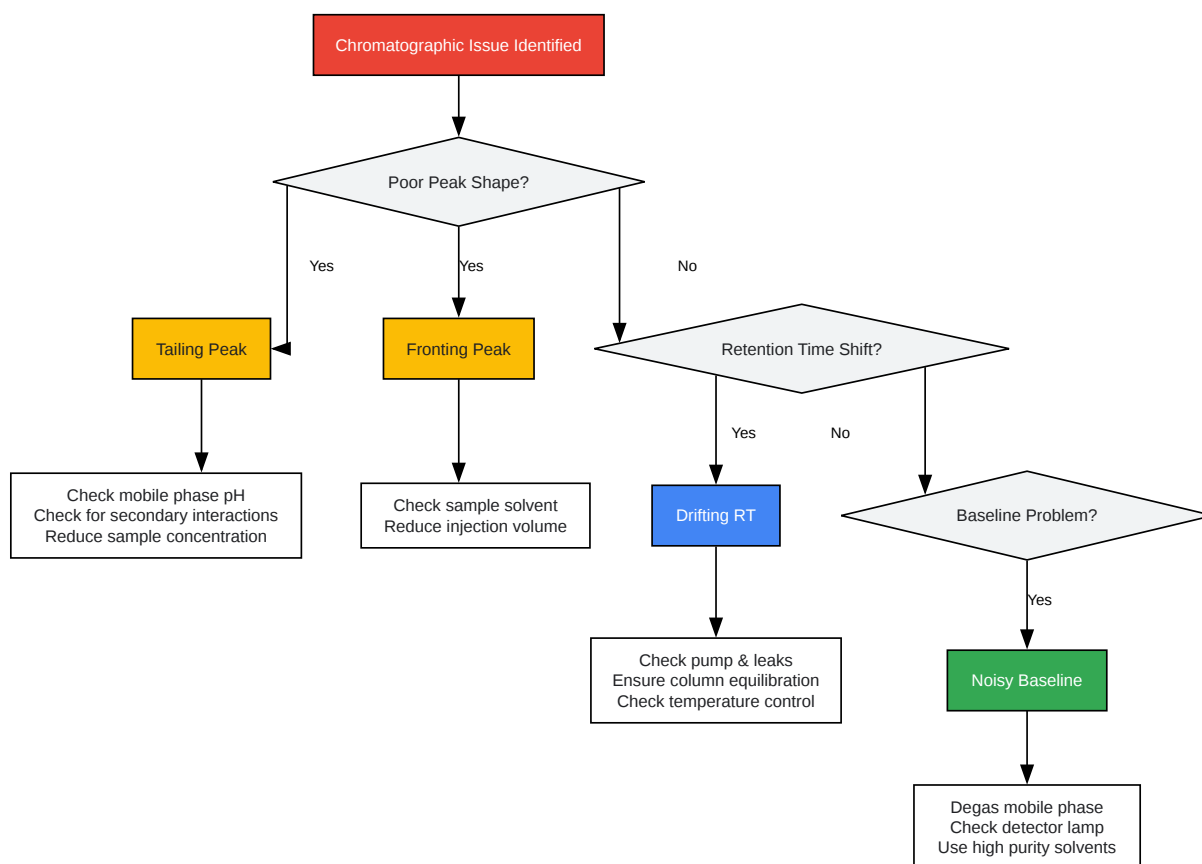 Chromatographic Issue Identified
Poor Peak Shape?
Yes
Yes
No
Tailing Peak
Fronting Peak
Retention Time Shift?
Yes
No
Check mobile phase pH
Check for secondary interactions
Reduce sample concentration
Check sample solvent
Reduce injection volume
Drifting RT
Baseline Problem?
Yes
Check pump & leaks
Ensure column equilibration
Check temperature control
Noisy Baseline
Degas mobile phase
Check detector lamp
Use high purity solvents